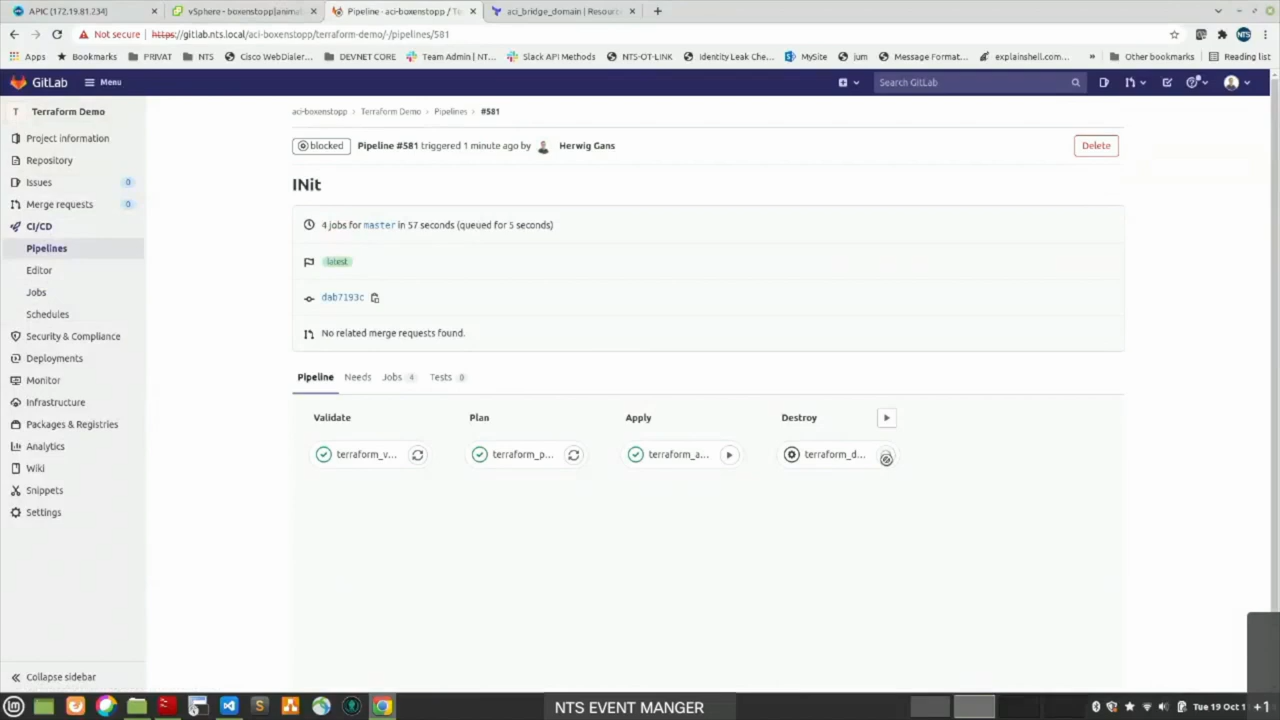 APIC (172.19.81.234)
vSphere - boxenstopp|animat
Pipeline · aci-boxenstopp / Te
aci_bridge_domain | Resour
Not secure | https://gitlab.nts.local/aci-boxenstopp/terraform-demo/-/pipelines/581
NTS
Apps
Bookmarks
PRIVAT
NTS
Cisco WebDialer...
DEVNET CORE
Team Admin | NT...
Slack API Methods
NTS-OT-LINK
Identity Leak Che...
MySite
jum
Message Format...
explainshell.com...
»
Other bookmarks
Reading list
GitLab
Menu
Search GitLab
T Terraform Demo
Project information
Repository
Issues 0
Merge requests 0
CI/CD
Pipelines
Editor
Jobs
Schedules
Security & Compliance
Deployments
Monitor
Infrastructure
Packages & Registries
Analytics
Wiki
Snippets
Settings
Collapse sidebar
aci-boxenstopp > Terraform Demo > Pipelines > #581
blocked Pipeline #581 triggered 1 minute ago by Herwig Gans
Delete
INit
4 jobs for master in 57 seconds (queued for 5 seconds)
latest
dab7193c
No related merge requests found.
Pipeline Needs Jobs 4 Tests 0
Validate Plan Apply Destroy
terraform_v... terraform_p... terraform_a... terraform_d...
NTS EVENT MANGER
Tue 19 Oct 1
+1